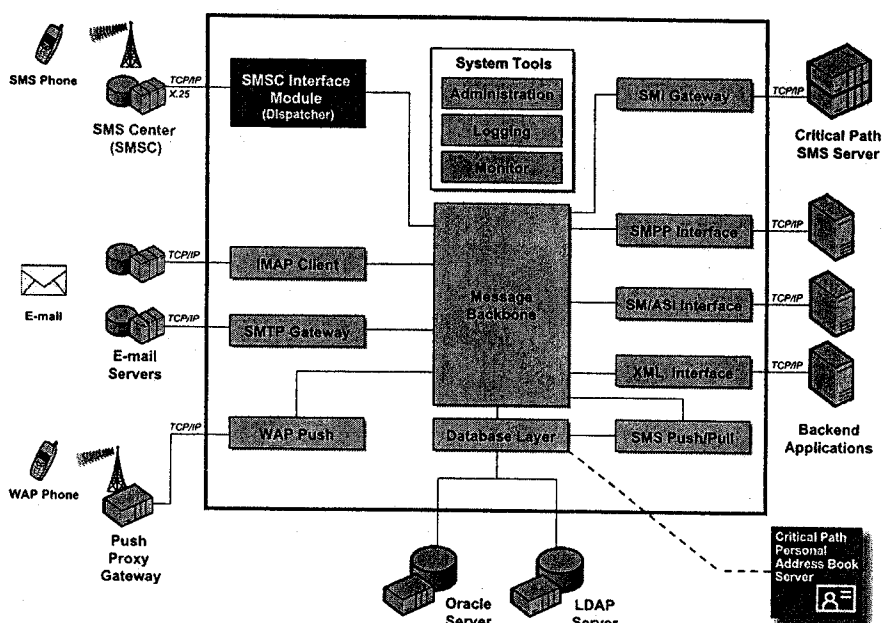 SMS Phone
TCP/IP
X.25
SMS Center
(SMSC)
SMSC Interface
Module
(Dispatcher)
System Tools
Administration
Logging
Monitor
SMI Gateway
TCP/IP
Critical Path
SMS Server
E-mail
TCP/IP
IMAP Client
TCP/IP
SMTP Gateway
E-mail
Servers
Message
Backbone
SMPP Interface
TCP/IP
SM/ASI Interface
TCP/IP
XML Interface
TCP/IP
Backend
Applications
WAP Phone
TCP/IP
WAP Push
Database Layer
SMS Push/Pull
Push
Proxy
Gateway
Oracle
Server
LDAP
Server
Critical Path
Personal
Address Book
Server